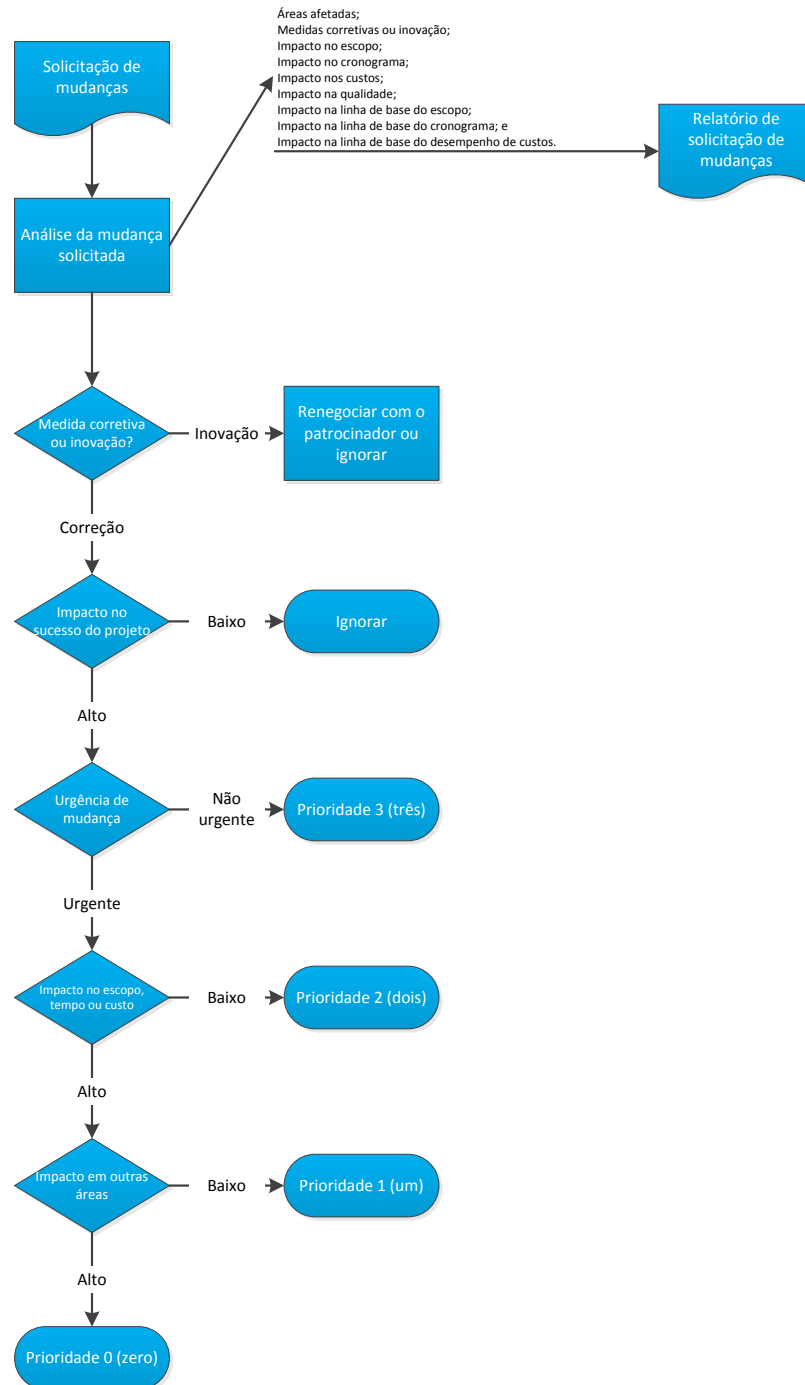 Áreas afetadas;
Medidas corretivas ou inovação;
Impacto no escopo;
Impacto no cronograma;
Impacto nos custos;
Impacto na qualidade;
Impacto na linha de base do escopo;
Impacto na linha de base do cronograma; e
Impacto na linha de base do desempenho de custos.
Solicitação de
mudanças
Relatório de
solicitação de
mudanças
Análise da mudança
solicitada
Medida corretiva
ou inovação?
Inovação
Renegociar com o
patrocinador ou
ignorar
Correção
Impacto no
sucesso do projeto
Baixo
Ignorar
Alto
Urgência de
mudança
Não
urgente
Prioridade 3 (três)
Urgente
Impacto no escopo,
tempo ou custo
Baixo
Prioridade 2 (dois)
Alto
Impacto em outras
áreas
Baixo
Prioridade 1 (um)
Alto
Prioridade 0 (zero)